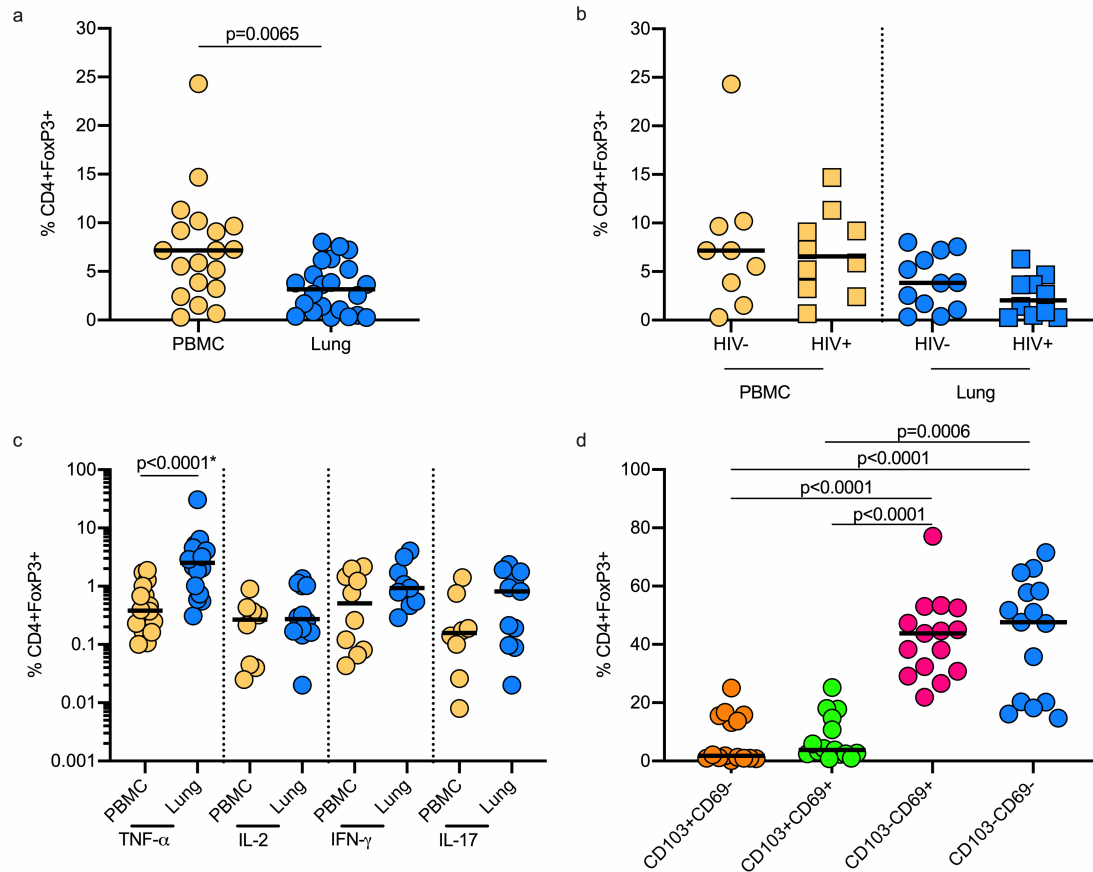 a
p=0.0065
% CD4+FoxP3+
30
25
20
15
10
5
0
PBMC
Lung
b
% CD4+FoxP3+
30
25
20
15
10
5
0
HIV-
HIV+
HIV-
HIV+
PBMC
Lung
c
p<0.0001*
% CD4+FoxP3+
100
10
1
0.1
0.01
0.001
PBMC
Lung
PBMC
Lung
PBMC
Lung
PBMC
Lung
TNF-α
IL-2
IFN-γ
IL-17
d
p=0.0006
p<0.0001
p<0.0001
p<0.0001
% CD4+FoxP3+
100
80
60
40
20
0
CD103+CD69-
CD103+CD69+
CD103-CD69+
CD103-CD69-